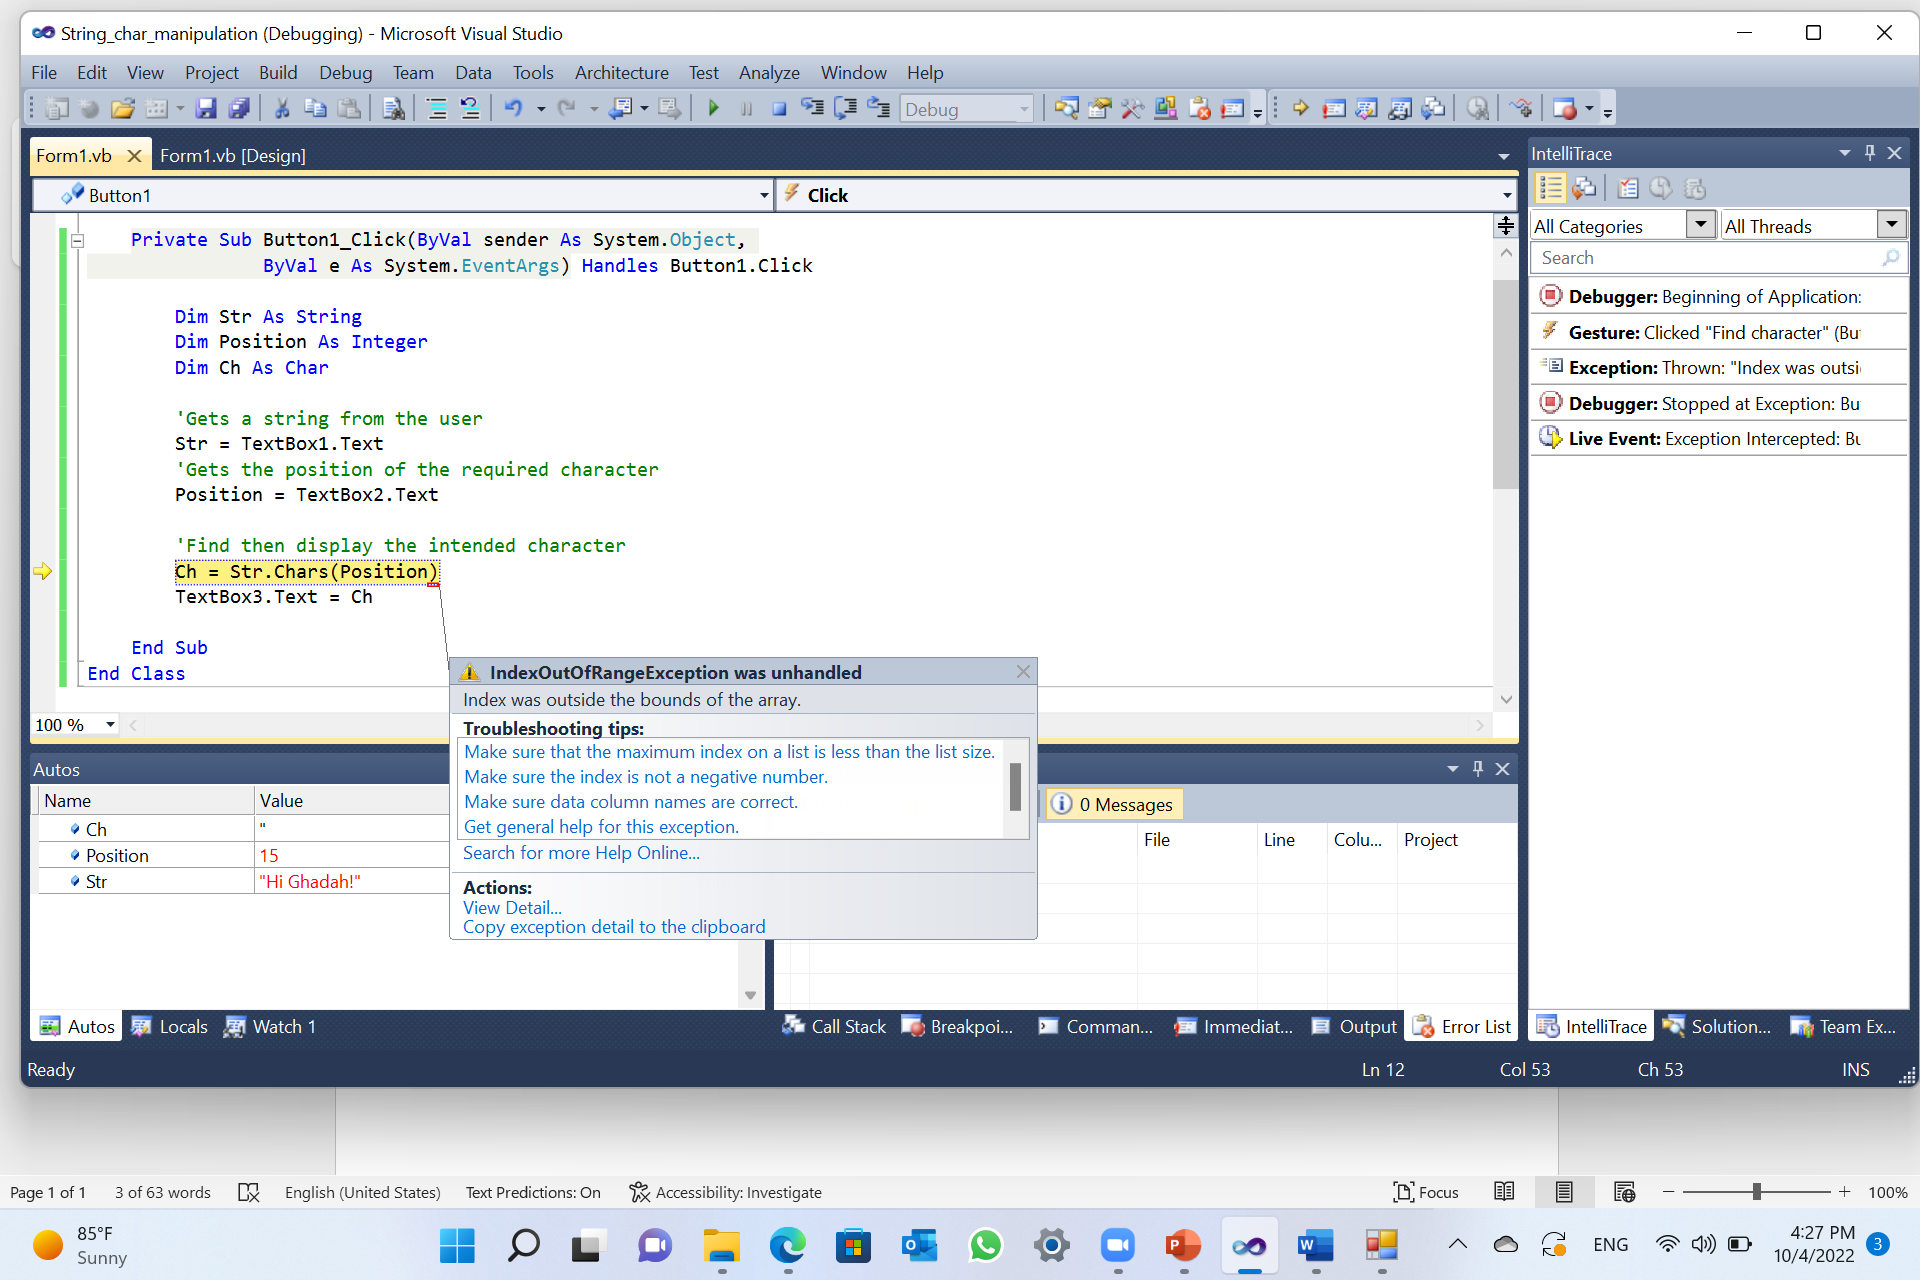 String_char_manipulation (Debugging) - Microsoft Visual Studio
File Edit View Project Build Debug Team Data Tools Architecture Test Analyze Window Help
Debug
Form1.vb Form1.vb [Design]
Button1 Click
Private Sub Button1_Click(ByVal sender As System.Object,
ByVal e As System.EventArgs) Handles Button1.Click
Dim Str As String
Dim Position As Integer
Dim Ch As Char
'Gets a string from the user
Str = TextBox1.Text
'Gets the position of the required character
Position = TextBox2.Text
'Find then display the intended character
Ch = Str.Chars(Position)
TextBox3.Text = Ch
End Sub
End Class
100 %
IndexOutOfRangeException was unhandled
Index was outside the bounds of the array.
Troubleshooting tips:
Make sure that the maximum index on a list is less than the list size.
Make sure the index is not a negative number.
Make sure data column names are correct.
Get general help for this exception.
Search for more Help Online...
Actions:
View Detail...
Copy exception detail to the clipboard
Autos
Name Value
Ch "
Position 15
Str "Hi Ghadah!"
0 Messages
File Line Colu... Project
IntelliTrace
All Categories All Threads
Search
Debugger: Beginning of Application:
Gesture: Clicked "Find character" (Bu
Exception: Thrown: "Index was outsi
Debugger: Stopped at Exception: Bu
Live Event: Exception Intercepted: Bu
Autos Locals Watch 1
Call Stack Breakpoi... Comman... Immediat... Output Error List
IntelliTrace Solution... Team Ex...
Ready Ln 12 Col 53 Ch 53 INS
Page 1 of 1 3 of 63 words English (United States) Text Predictions: On Accessibility: Investigate Focus 100%
85°F
Sunny
ENG
4:27 PM
10/4/2022
3